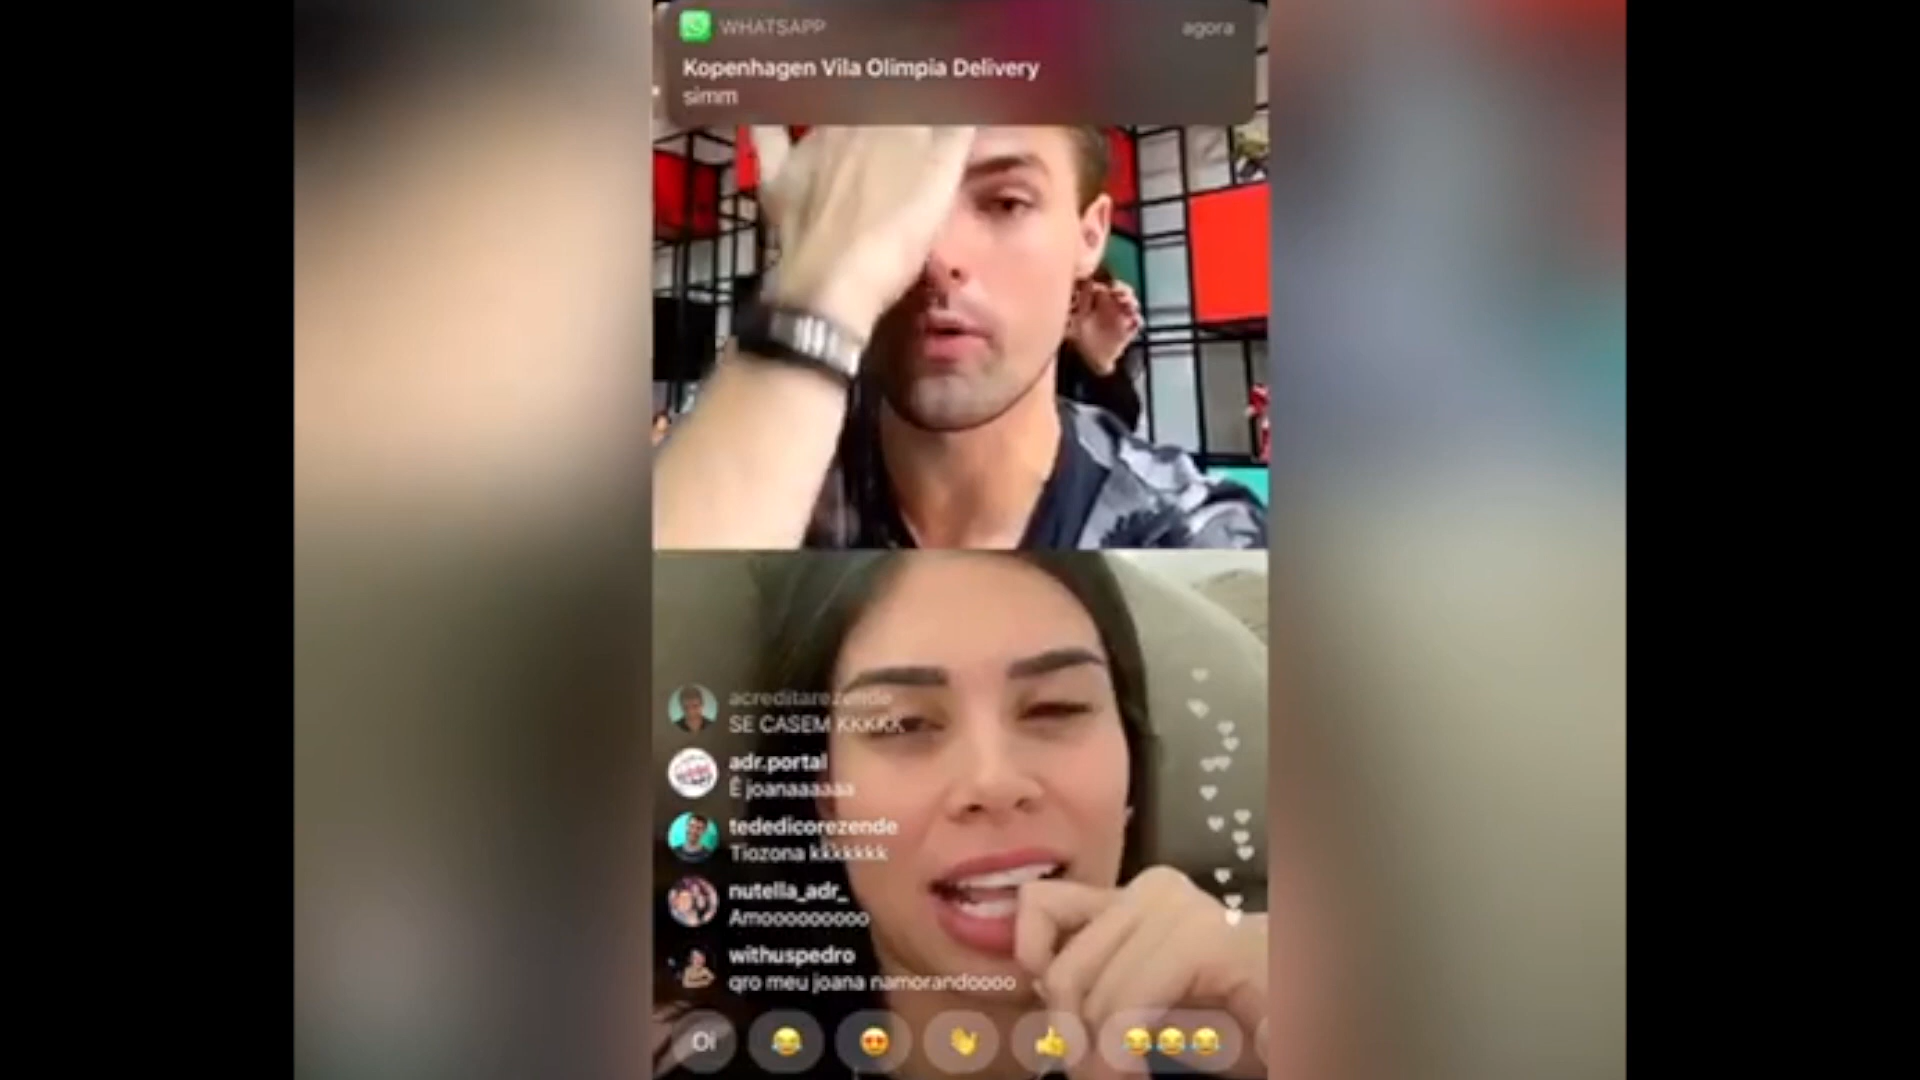 WHATSAPP agora
Kopenhagen Vila Olimpia Delivery
simm
acreditarezende
SE CASEM KKKKK
adr.portal
É joanaaaaaa
tededicorezende
Tiozona kkkkkkk
nutella_adr_
Amooooooooo
withuspedro
qro meu joana namorandoooo
Oi